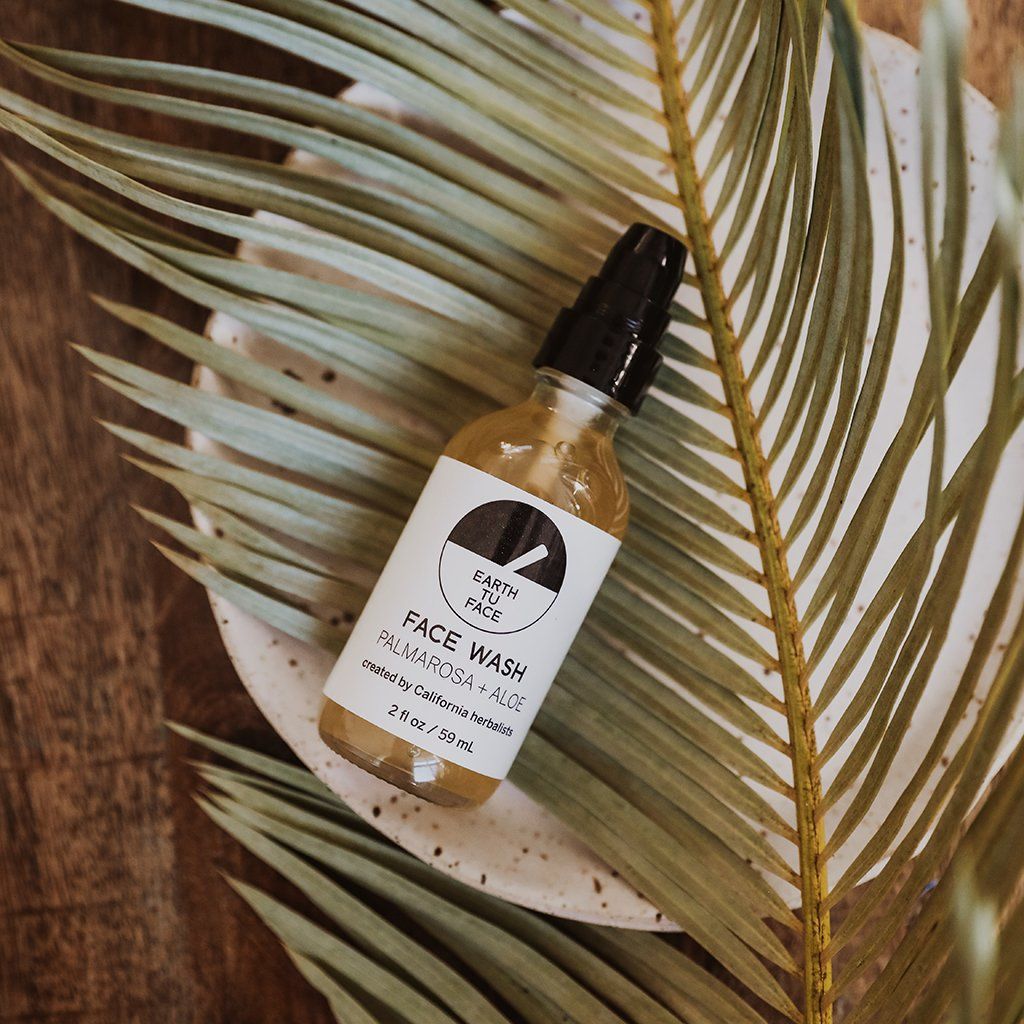 EARTH
TU
FACE
FACE WASH
PALMAROSA + ALOE
created by California herbalists
2 fl oz / 59 mL